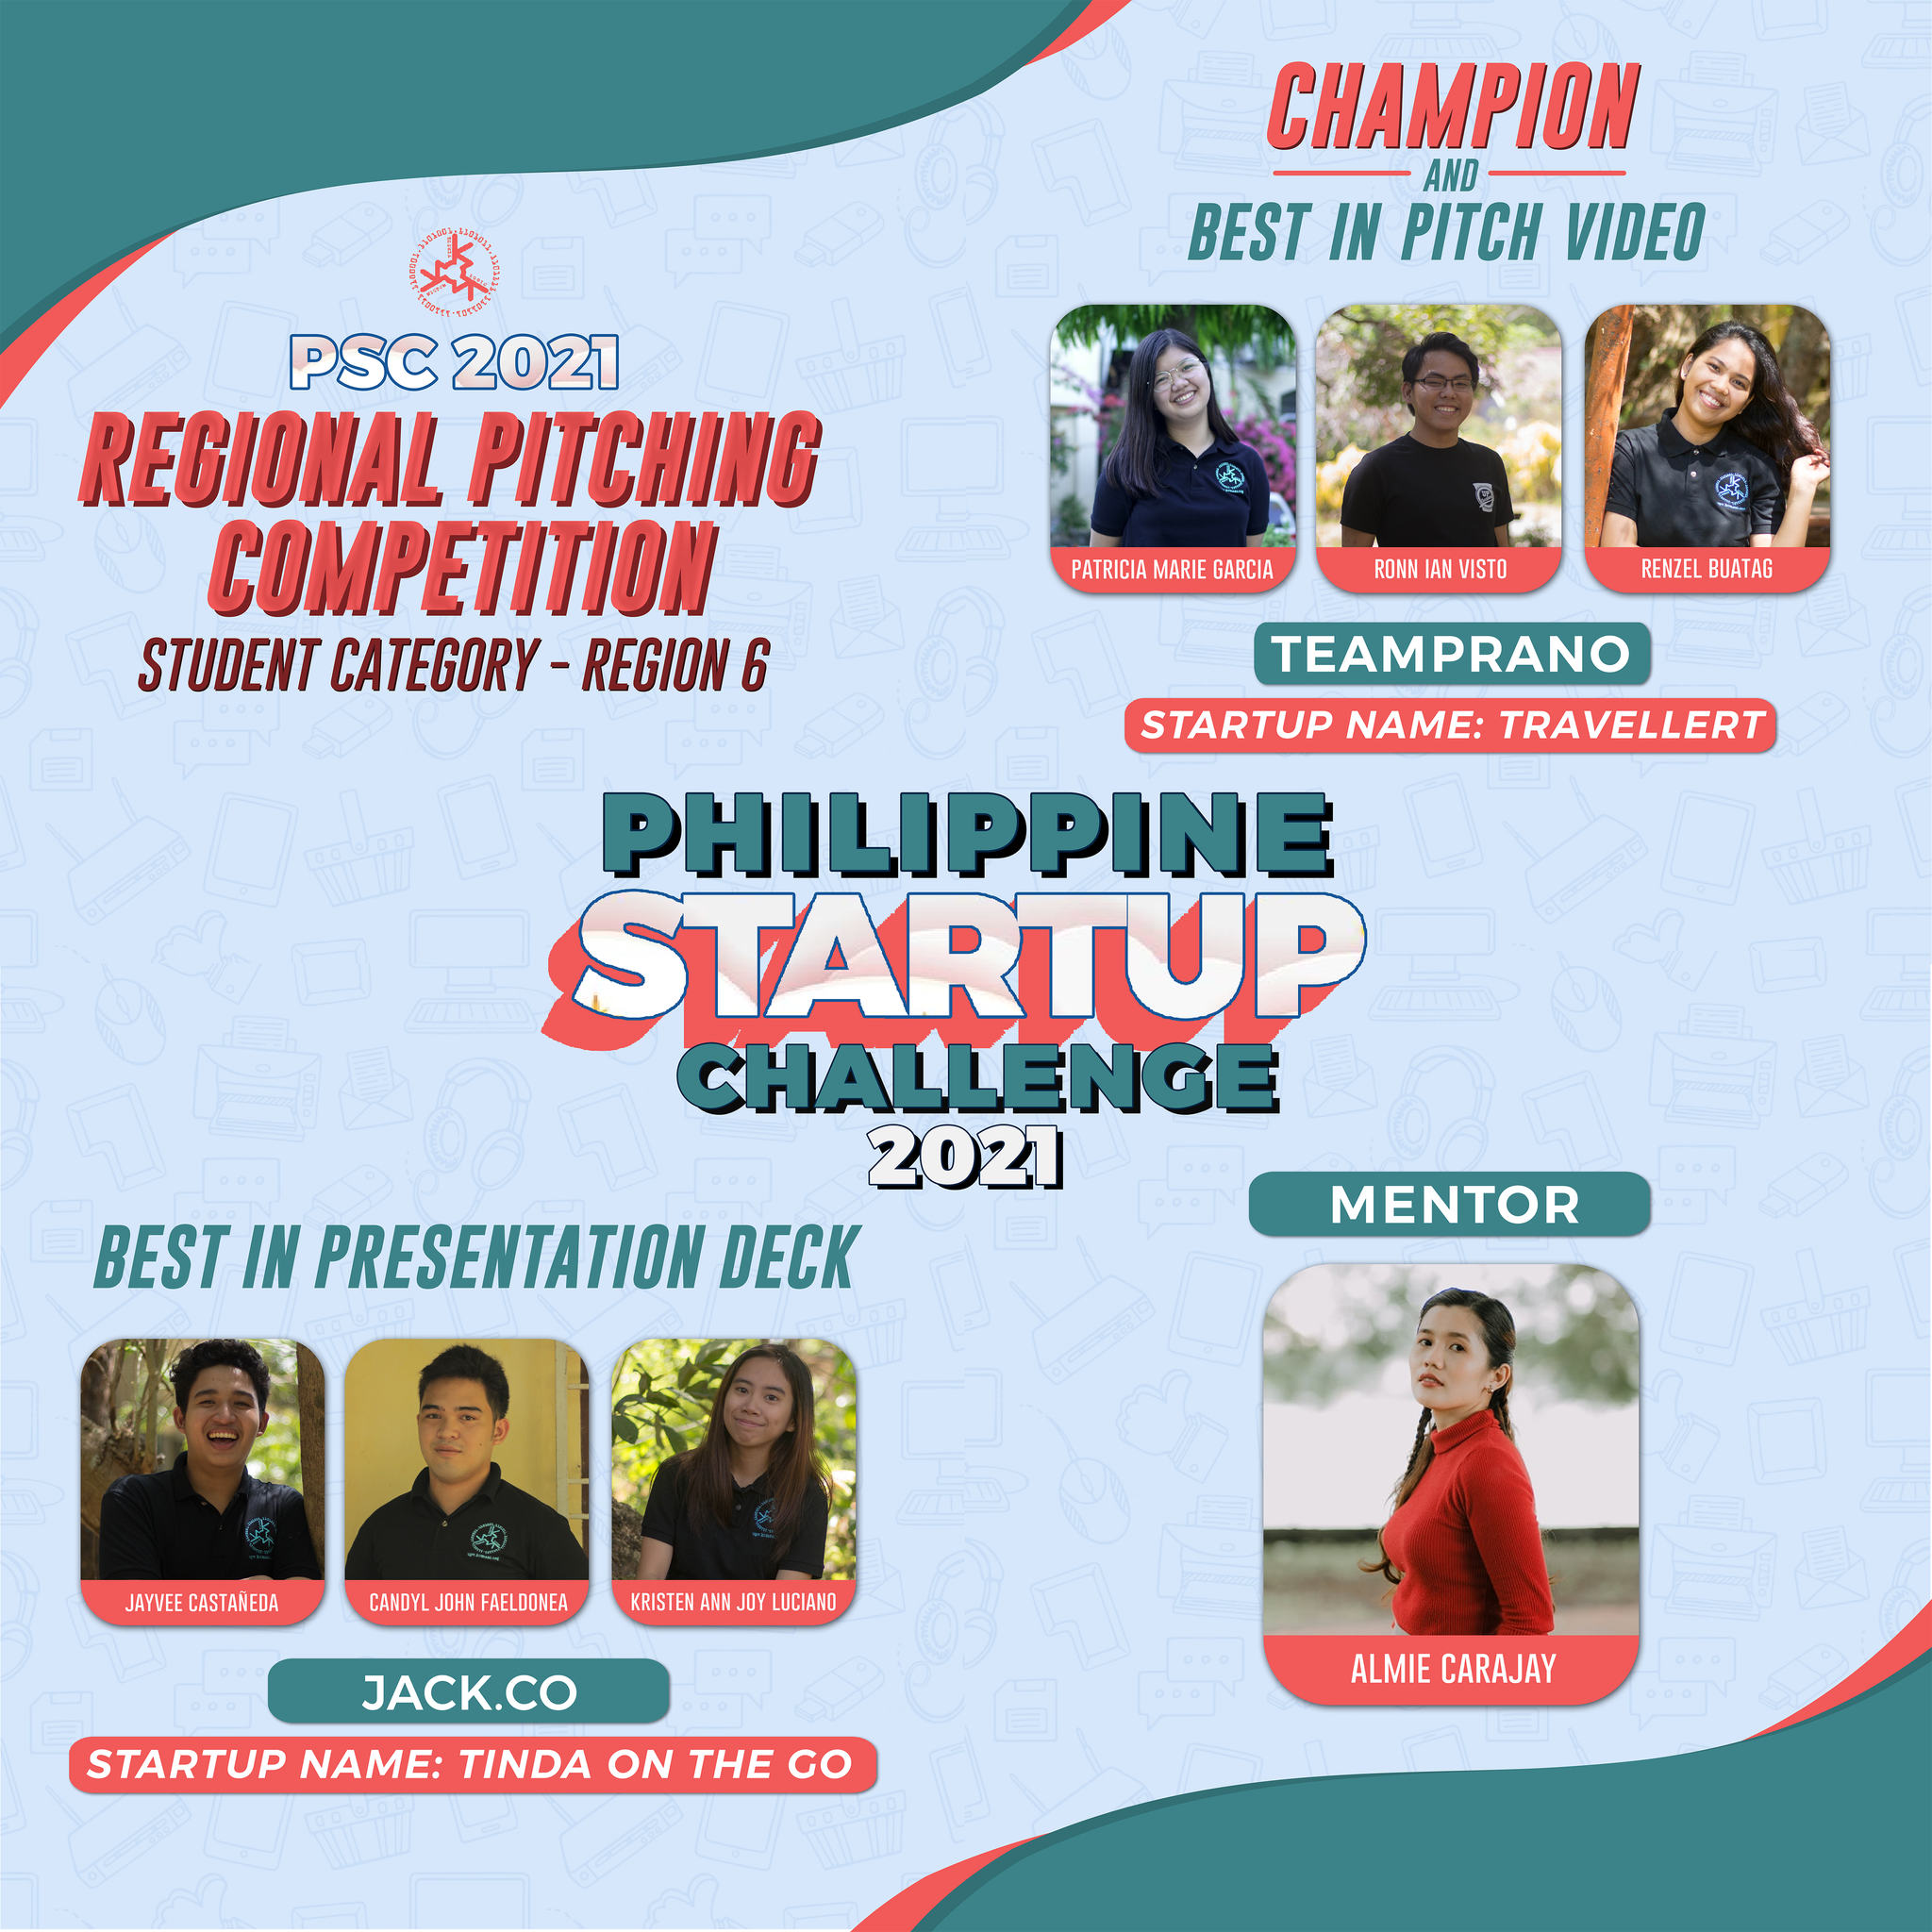 PSC 2021
REGIONAL PITCHING
COMPETITION
STUDENT CATEGORY - REGION 6
CHAMPION
AND
BEST IN PITCH VIDEO
PATRICIA MARIE GARCIA
RONN IAN VISTO
RENZEL BUATAG
TEAMPRANO
STARTUP NAME: TRAVELLERT
PHILIPPINE
STARTUP
CHALLENGE
2021
BEST IN PRESENTATION DECK
JAYVEE CASTAÑEDA
CANDYL JOHN FAELDONEA
KRISTEN ANN JOY LUCIANO
JACK.CO
STARTUP NAME: TINDA ON THE GO
MENTOR
ALMIE CARAJAY